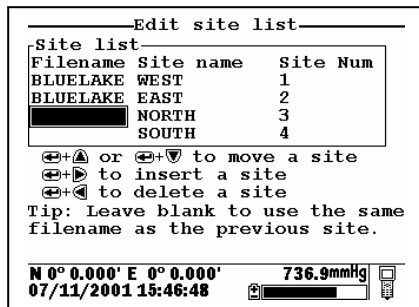 Edit site list
Site list
Filename Site name Site Num
BLUELAKE WEST 1
BLUELAKE EAST 2
NORTH 3
SOUTH 4
+ or + to move a site
+ to insert a site
+ to delete a site
Tip: Leave blank to use the same
filename as the previous site.
N 0° 0.000' E 0° 0.000' 736.9mmHg
07/11/2001 15:46:48